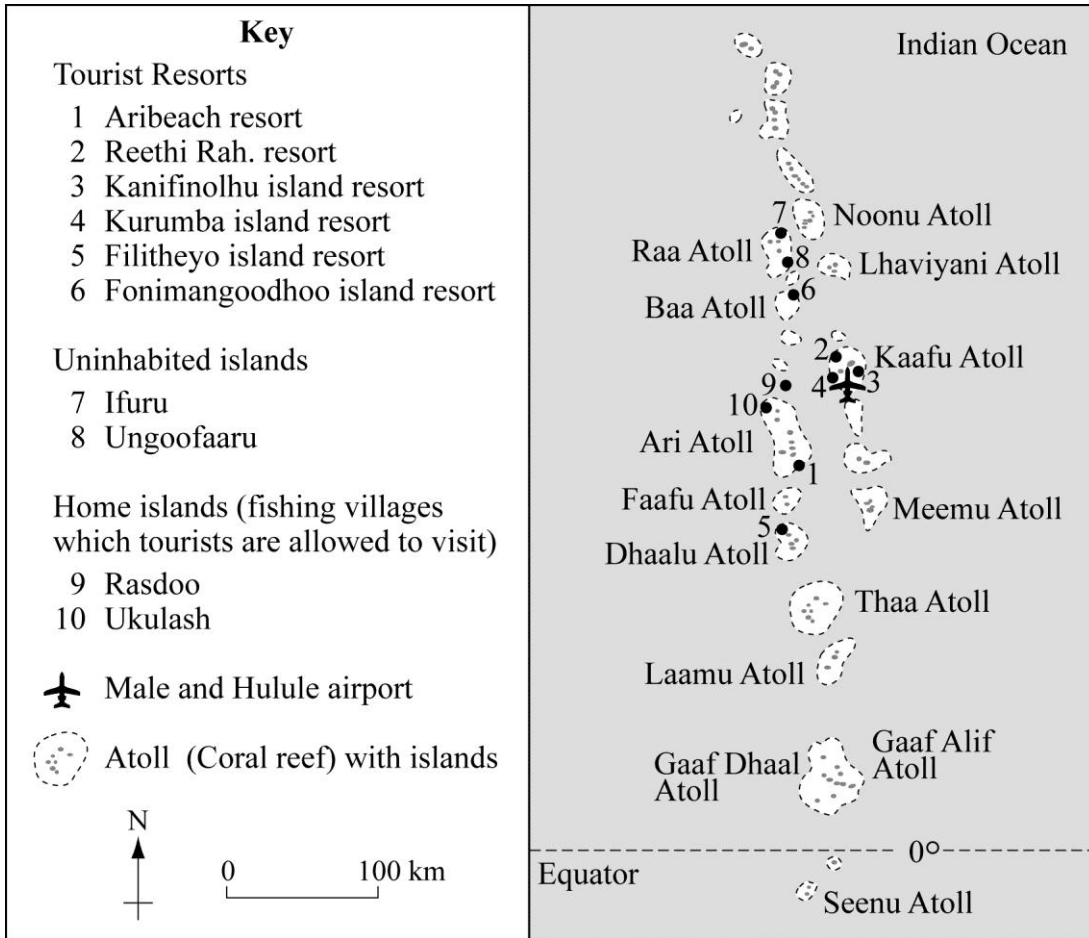 Key
Tourist Resorts
1 Aribeach resort
2 Reethi Rah. resort
3 Kanifinolhu island resort
4 Kurumba island resort
5 Filitheyo island resort
6 Fonimangoodhoo island resort
Uninhabited islands
7 Ifuru
8 Ungoofaaru
Home islands (fishing villages
which tourists are allowed to visit)
9 Rasdoo
10 Ukulash
Male and Hulule airport
Atoll (Coral reef) with islands
N
0 100 km
Indian Ocean
Noonu Atoll
7
Raa Atoll
8
Lhaviyani Atoll
6
Baa Atoll
2
Kaafu Atoll
4
3
9
10
Ari Atoll
1
Faafu Atoll
Meemu Atoll
5
Dhaalu Atoll
Thaa Atoll
Laamu Atoll
Gaaf Dhaal
Atoll
Gaaf Alif
Atoll
0°
Equator
Seenu Atoll